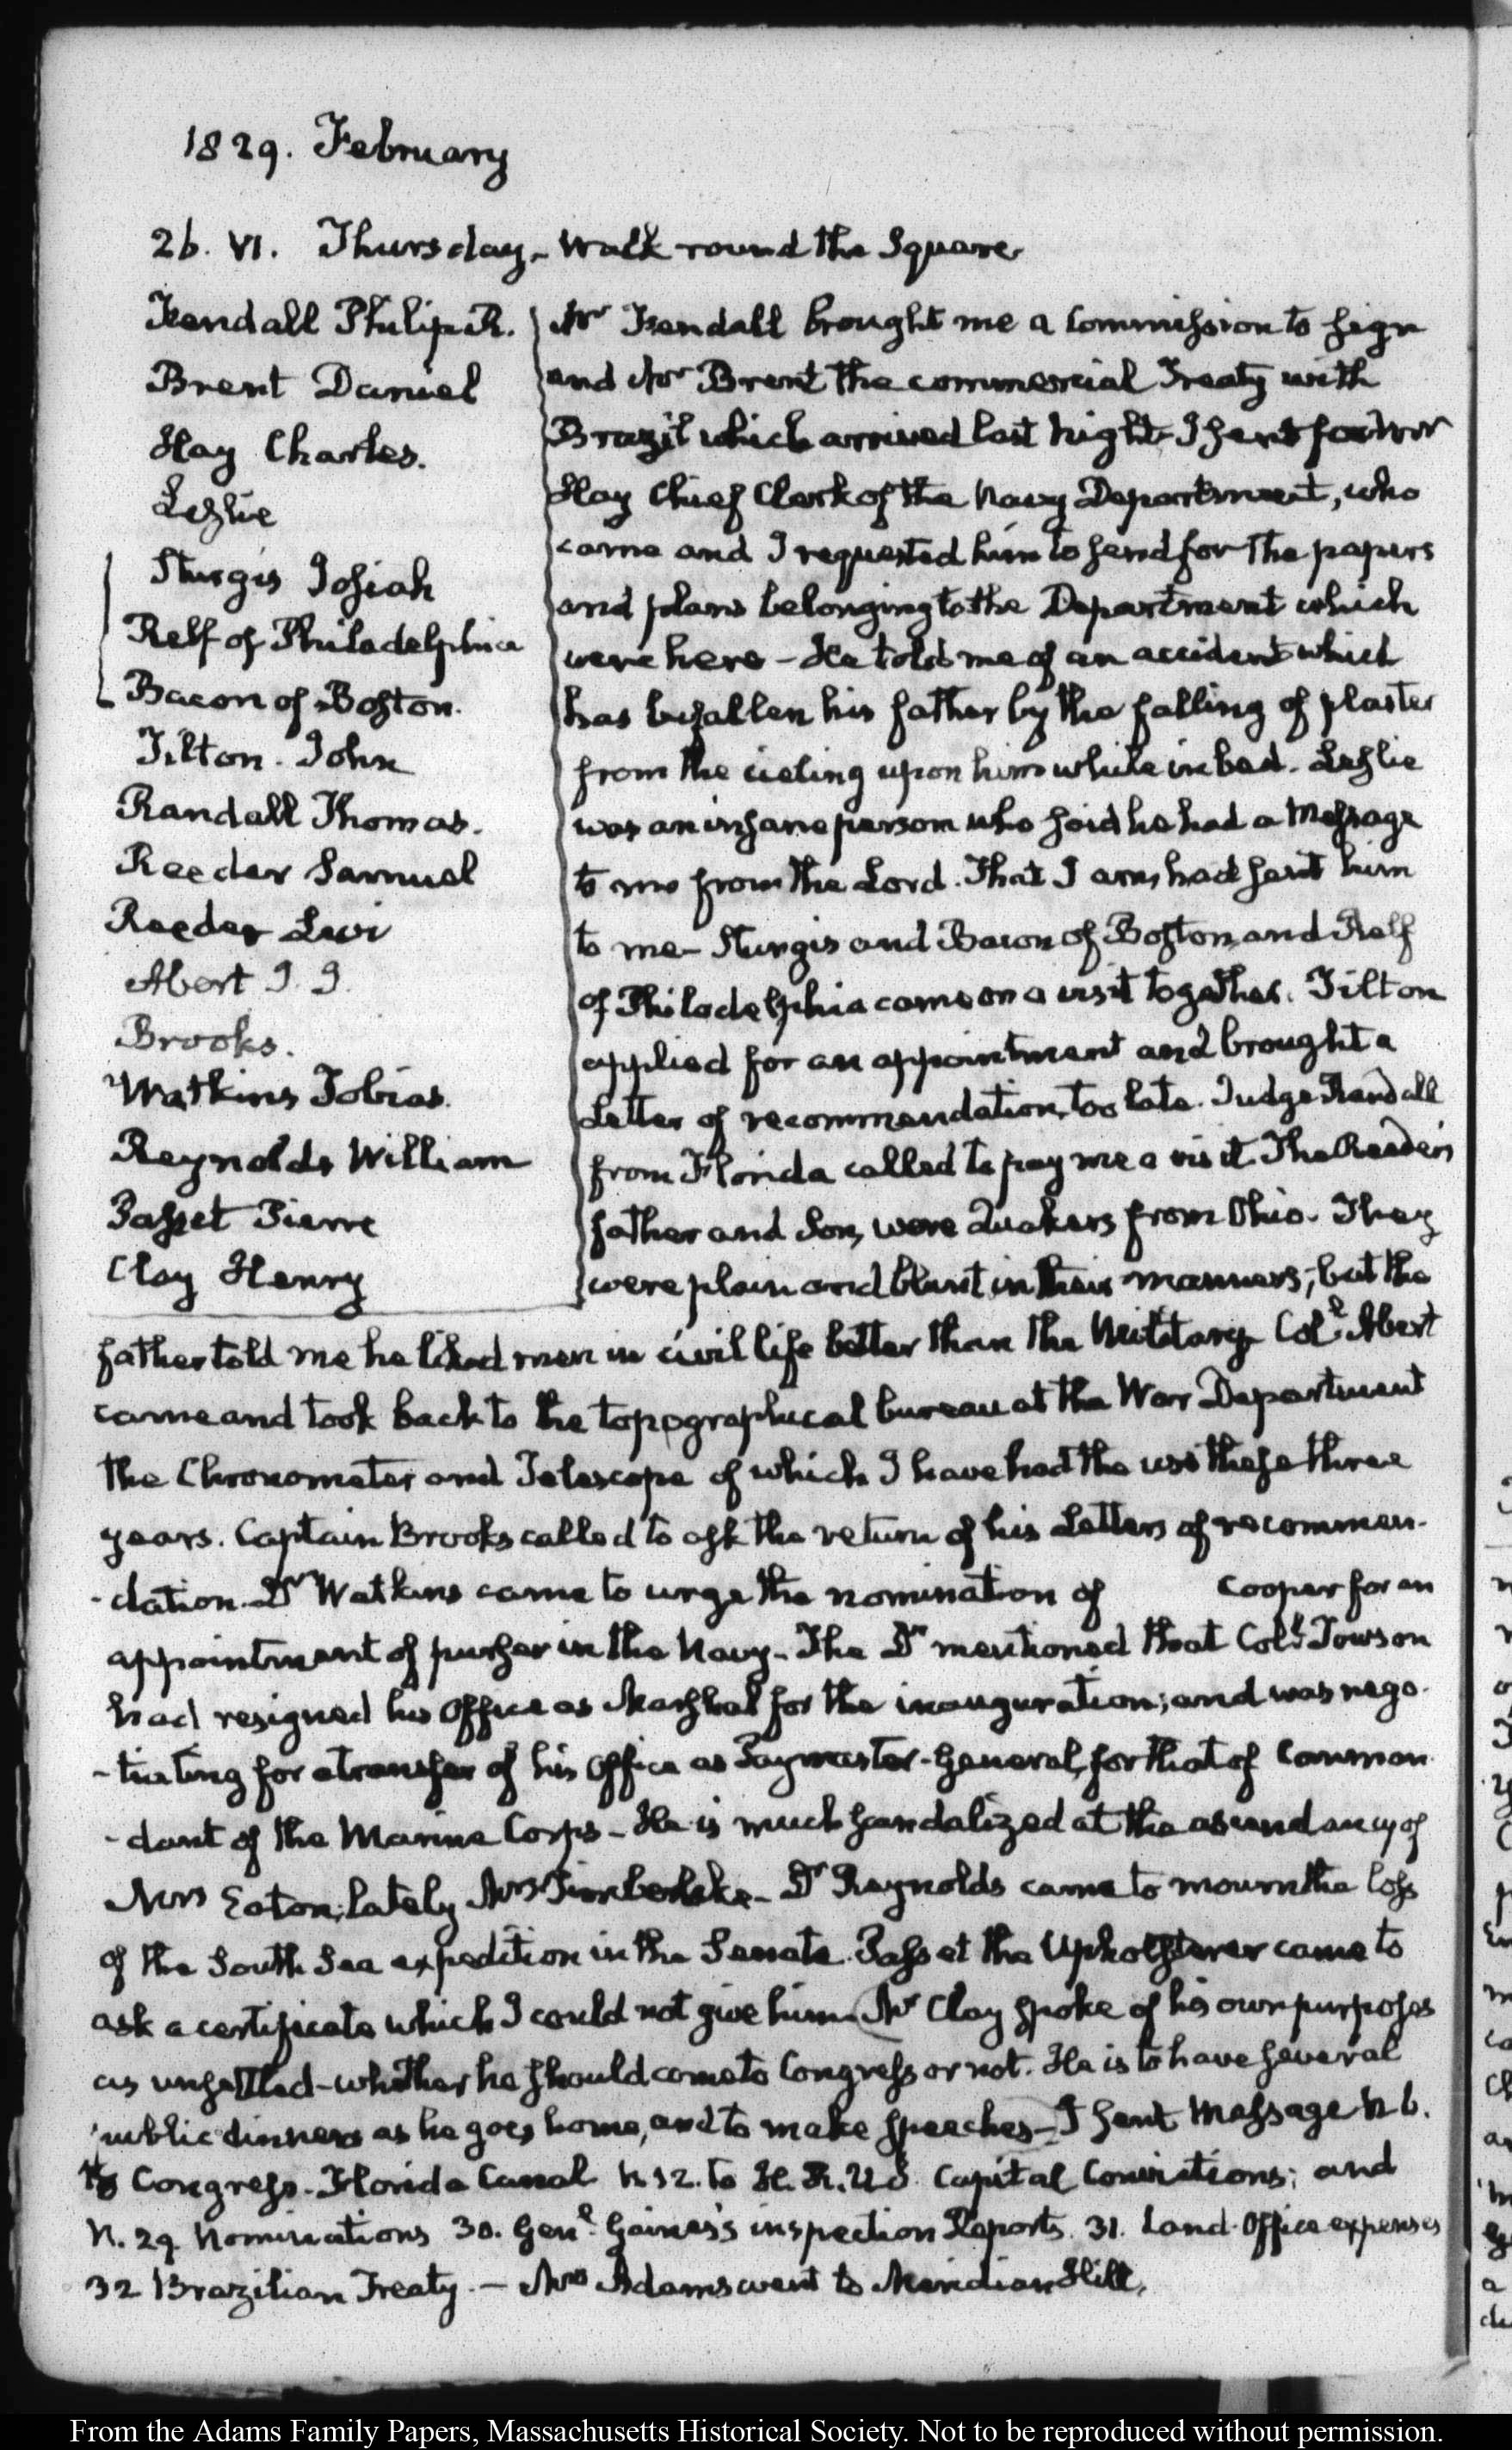 1829. February
26. VI. Thursday, Walk round the Square
Kendall Philip R.
Brent Daniel
Hay Charles.
Leslie
Sturgis Josiah
Relf of Philadelphia
Bacon of Boston.
Tilton. John
Randall Thomas.
Reeder Samuel
Reeder Levi
Abert J. J.
Brooks.
Watkins Tobias.
Reynolds William
Passet Pierre
Clay Henry
Mr Kendall brought me a Commission to sign
and Mr Brent the commercial Treaty with
Brazil which arrived last night. I sent for Mr
Hay Chief Clerk of the Navy Department, who
came and I requested him to send for the papers
and plans belonging to the Department which
were here - He told me of an accident which
has befallen his father by the falling of plaster
from the cieling upon him while in bed. Leslie
was an insane person who said he had a Message
to me from the Lord. That I am, had sent him
to me - Sturgis and Bacon of Boston, and Relf
of Philadelphia came on a visit together. Tilton
applied for an appointment and brought a
Letter of recommendation, too late. Judge Randall
from Florida called to pay me a visit. The Reeders
father and Son, were Quakers from Ohio. They
were plain and blunt in their manners; but the
father told me he liked men in civil life better than the Military. Coll. Abert
came and took back to the topographical bureau at the War Department
the Chronometer and Telescope of which I have had the use these three
years. Captain Brooks called to ask the return of his Letters of recommen-
-dation. Dr Watkins came to urge the nomination of Cooper for an
appointment of purser in the Navy - The Dr mentioned that Coll. Towson
had resigned his Office as Marshal for the inauguration; and was nego-
-tiating for a transfer of his Office as Paymaster-General, for that of Comman-
-dant of the Marine Corps - He is much scandalized at the ascendancy of
Mrs Eaton, lately Mrs Timberlake - Dr Reynolds came to mourn the loss
of the South Sea expedition in the Senate. Passet the Upholsterer came to
ask a certificate which I could not give him. Mr Clay spoke of his own purposes
as unsettled - whether he should come to Congress or not. He is to have several
public dinners as he goes home, and to make speeches - I sent Message N 6.
to Congress - Florida Canal N 12. to H. R. U S. Capital Convictions; and
N. 29. Nominations 30. Genl. Gaines's inspection Reports. 31. Land-Office expenses
32 Brazilian Treaty. — Mrs Adams went to Meridian Hill,
From the Adams Family Papers, Massachusetts Historical Society. Not to be reproduced without permission.